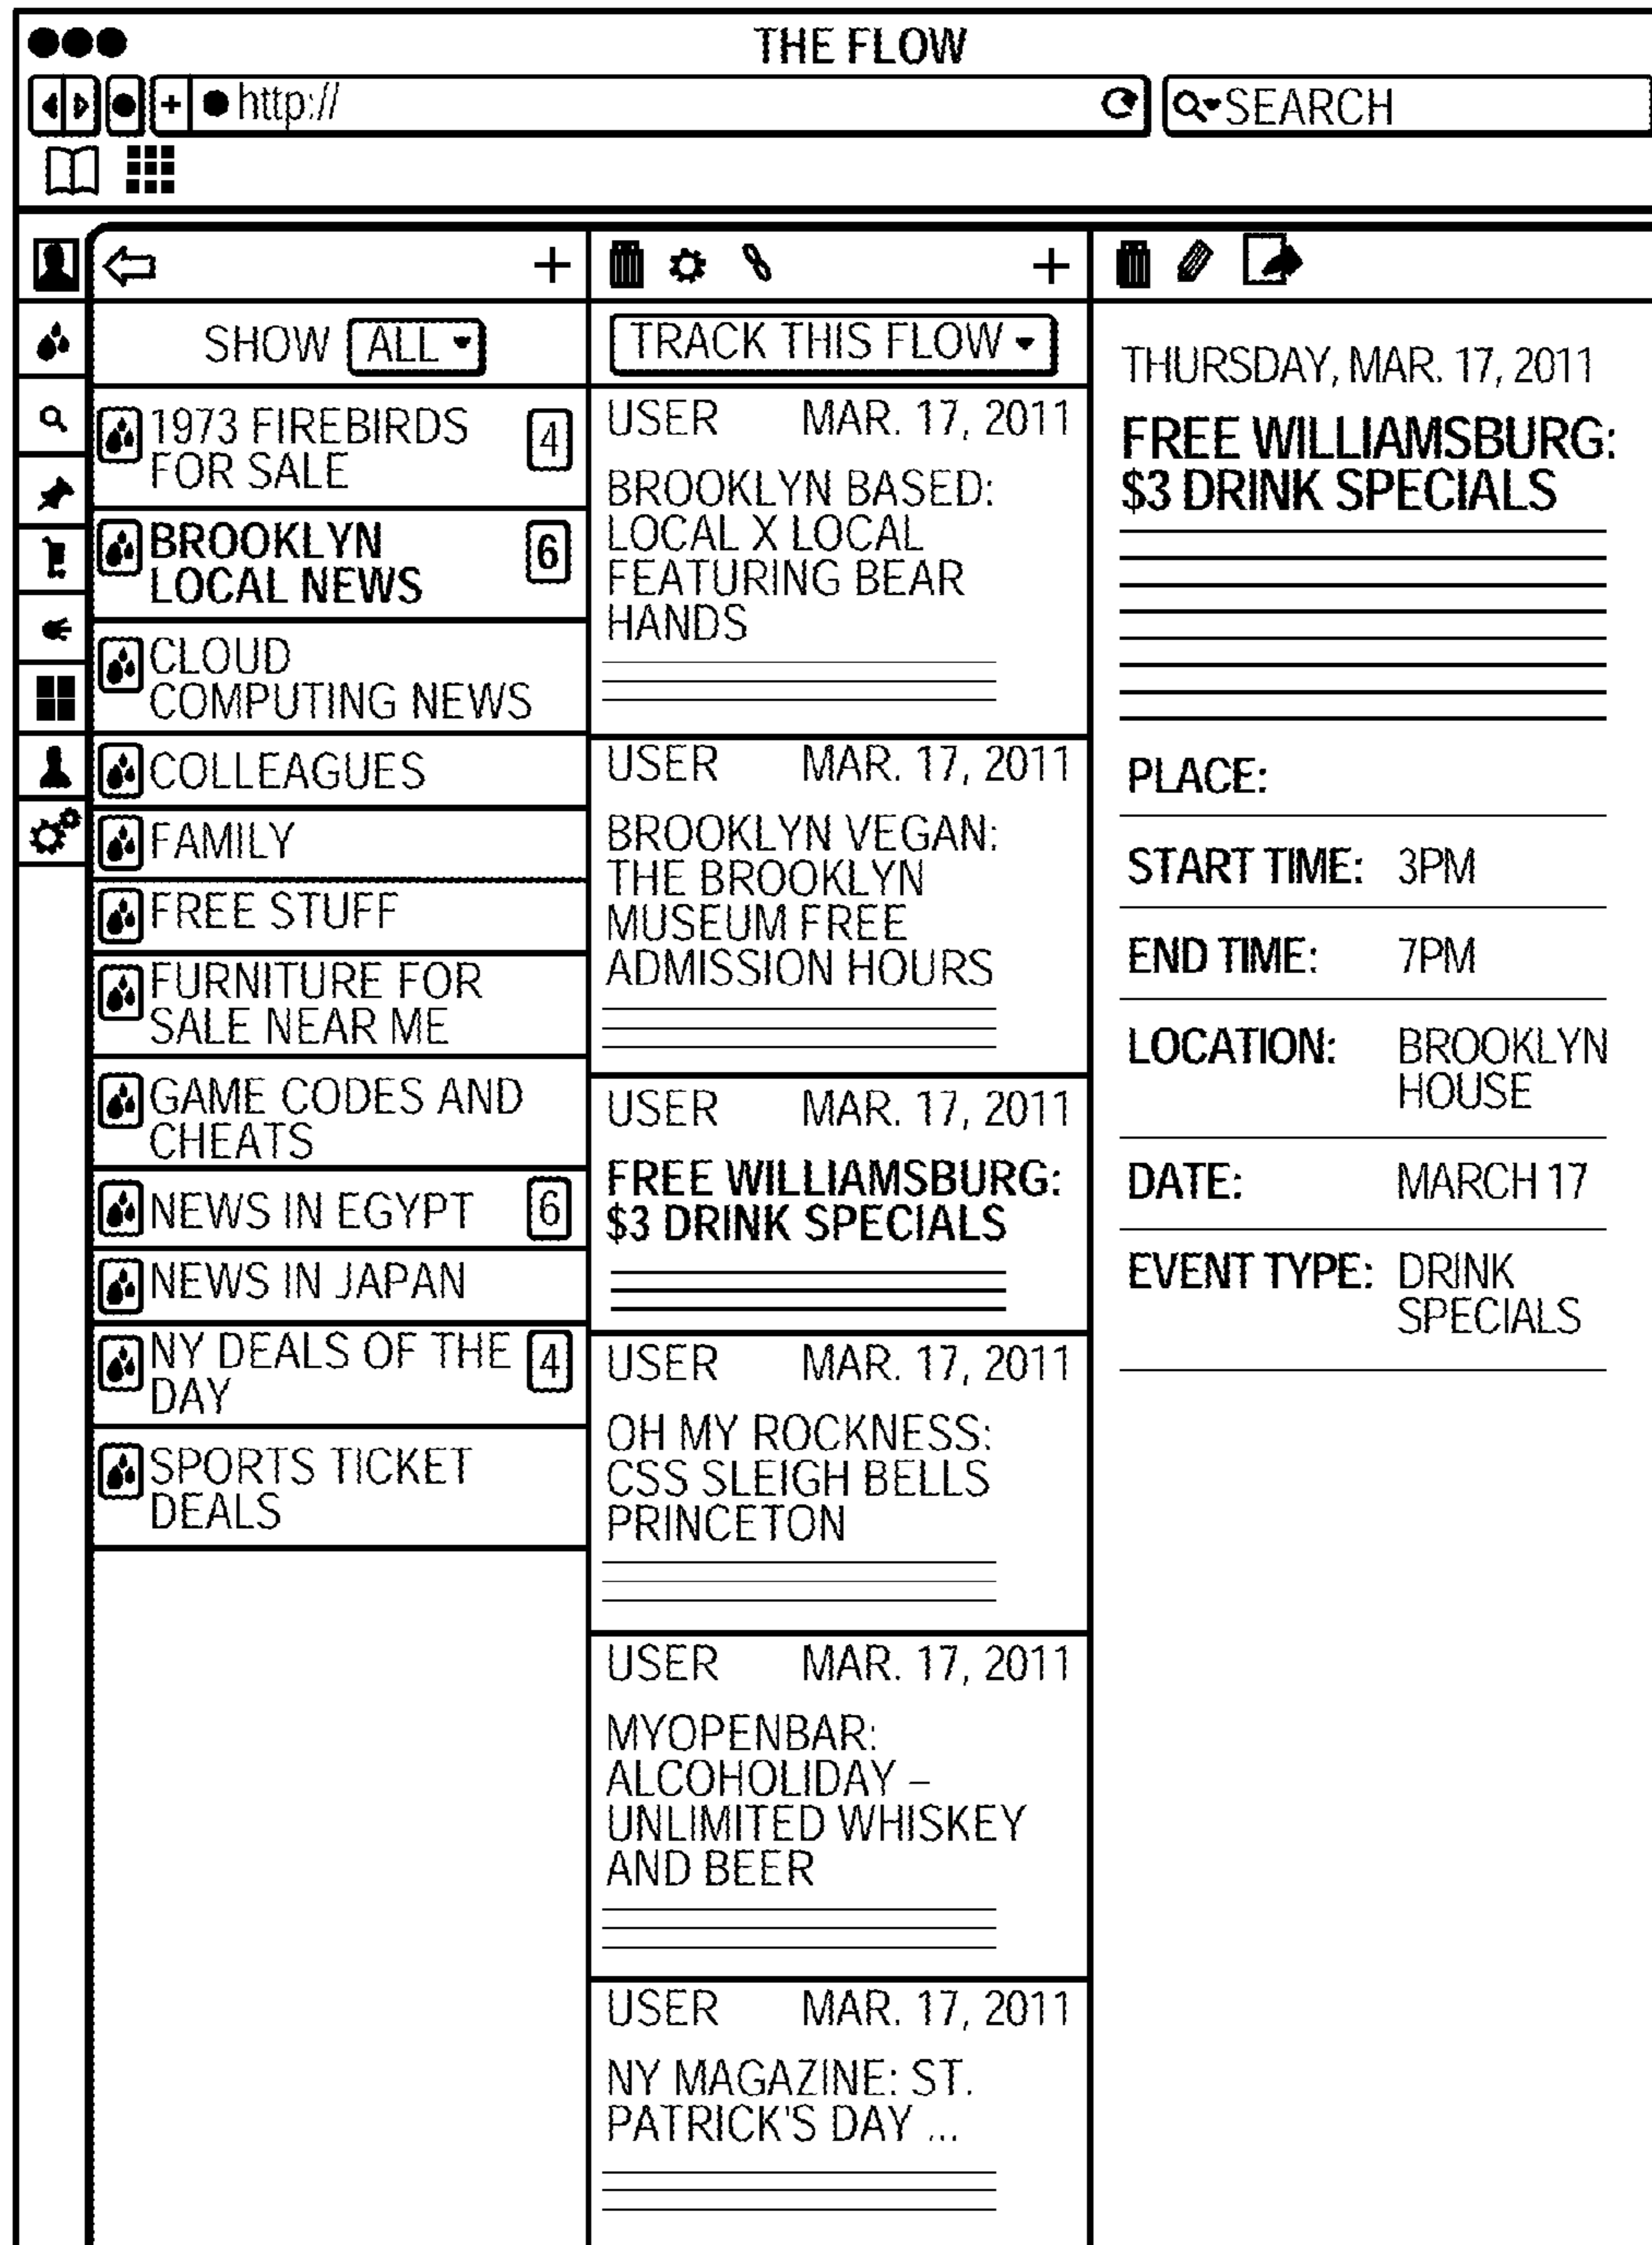 THE FLOW
+ http://
SEARCH
+
+
SHOW ALL
1973 FIREBIRDS
FOR SALE
4
BROOKLYN
LOCAL NEWS
6
CLOUD
COMPUTING NEWS
COLLEAGUES
FAMILY
FREE STUFF
FURNITURE FOR
SALE NEAR ME
GAME CODES AND
CHEATS
NEWS IN EGYPT
6
NEWS IN JAPAN
NY DEALS OF THE
DAY
4
SPORTS TICKET
DEALS
TRACK THIS FLOW
USER MAR. 17, 2011
BROOKLYN BASED:
LOCAL X LOCAL
FEATURING BEAR
HANDS
USER MAR. 17, 2011
BROOKLYN VEGAN:
THE BROOKLYN
MUSEUM FREE
ADMISSION HOURS
USER MAR. 17, 2011
FREE WILLIAMSBURG:
$3 DRINK SPECIALS
USER MAR. 17, 2011
OH MY ROCKNESS:
CSS SLEIGH BELLS
PRINCETON
USER MAR. 17, 2011
MYOPENBAR:
ALCOHOLIDAY –
UNLIMITED WHISKEY
AND BEER
USER MAR. 17, 2011
NY MAGAZINE: ST.
PATRICK'S DAY ...
THURSDAY, MAR. 17, 2011
FREE WILLIAMSBURG:
$3 DRINK SPECIALS
PLACE:
START TIME: 3PM
END TIME: 7PM
LOCATION: BROOKLYN
HOUSE
DATE: MARCH 17
EVENT TYPE: DRINK
SPECIALS